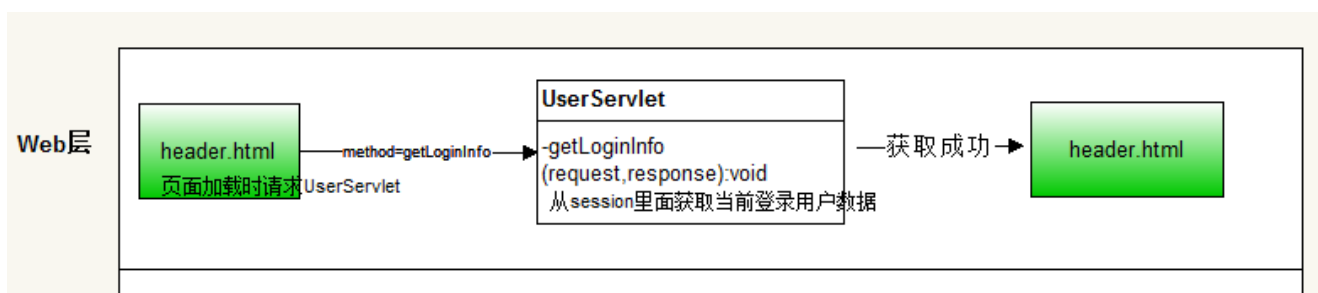 Web层
header.html
页面加载时请求UserServlet
method=getLoginInfo
UserServlet
-getLoginInfo
(request,response):void
从session里面获取当前登录用户数据
获取成功
header.html